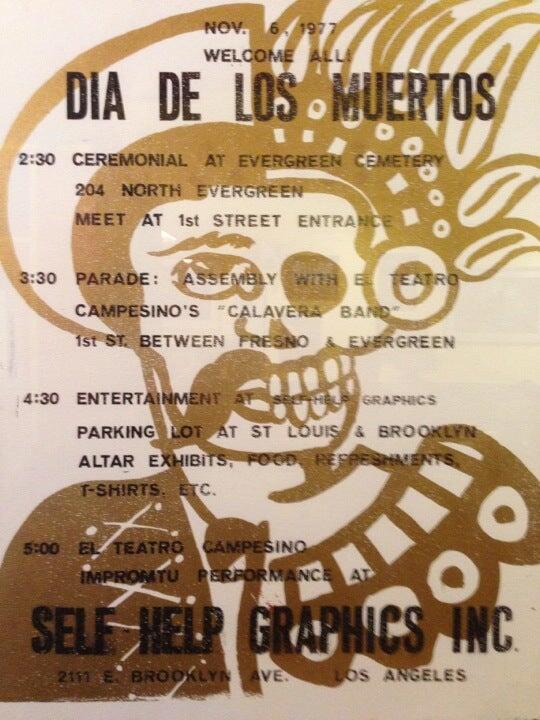 NOV. 6, 1977
WELCOME ALL!
DIA DE LOS MUERTOS
2:30 CEREMONIAL AT EVERGREEN CEMETERY
204 NORTH EVERGREEN
MEET AT 1st STREET ENTRANCE
3:30 PARADE: ASSEMBLY WITH EL TEATRO
CAMPESINO'S "CALAVERA BAND"
1st ST. BETWEEN FRESNO & EVERGREEN
4:30 ENTERTAINMENT AT SELF-HELP GRAPHICS
PARKING LOT AT ST LOUIS & BROOKLYN
ALTAR EXHIBITS, FOOD, REFRESHMENTS,
T-SHIRTS, ETC.
5:00 EL TEATRO CAMPESINO
IMPROMTU PERFORMANCE AT
SELF-HELP GRAPHICS INC.
2111 E. BROOKLYN AVE. LOS ANGELES